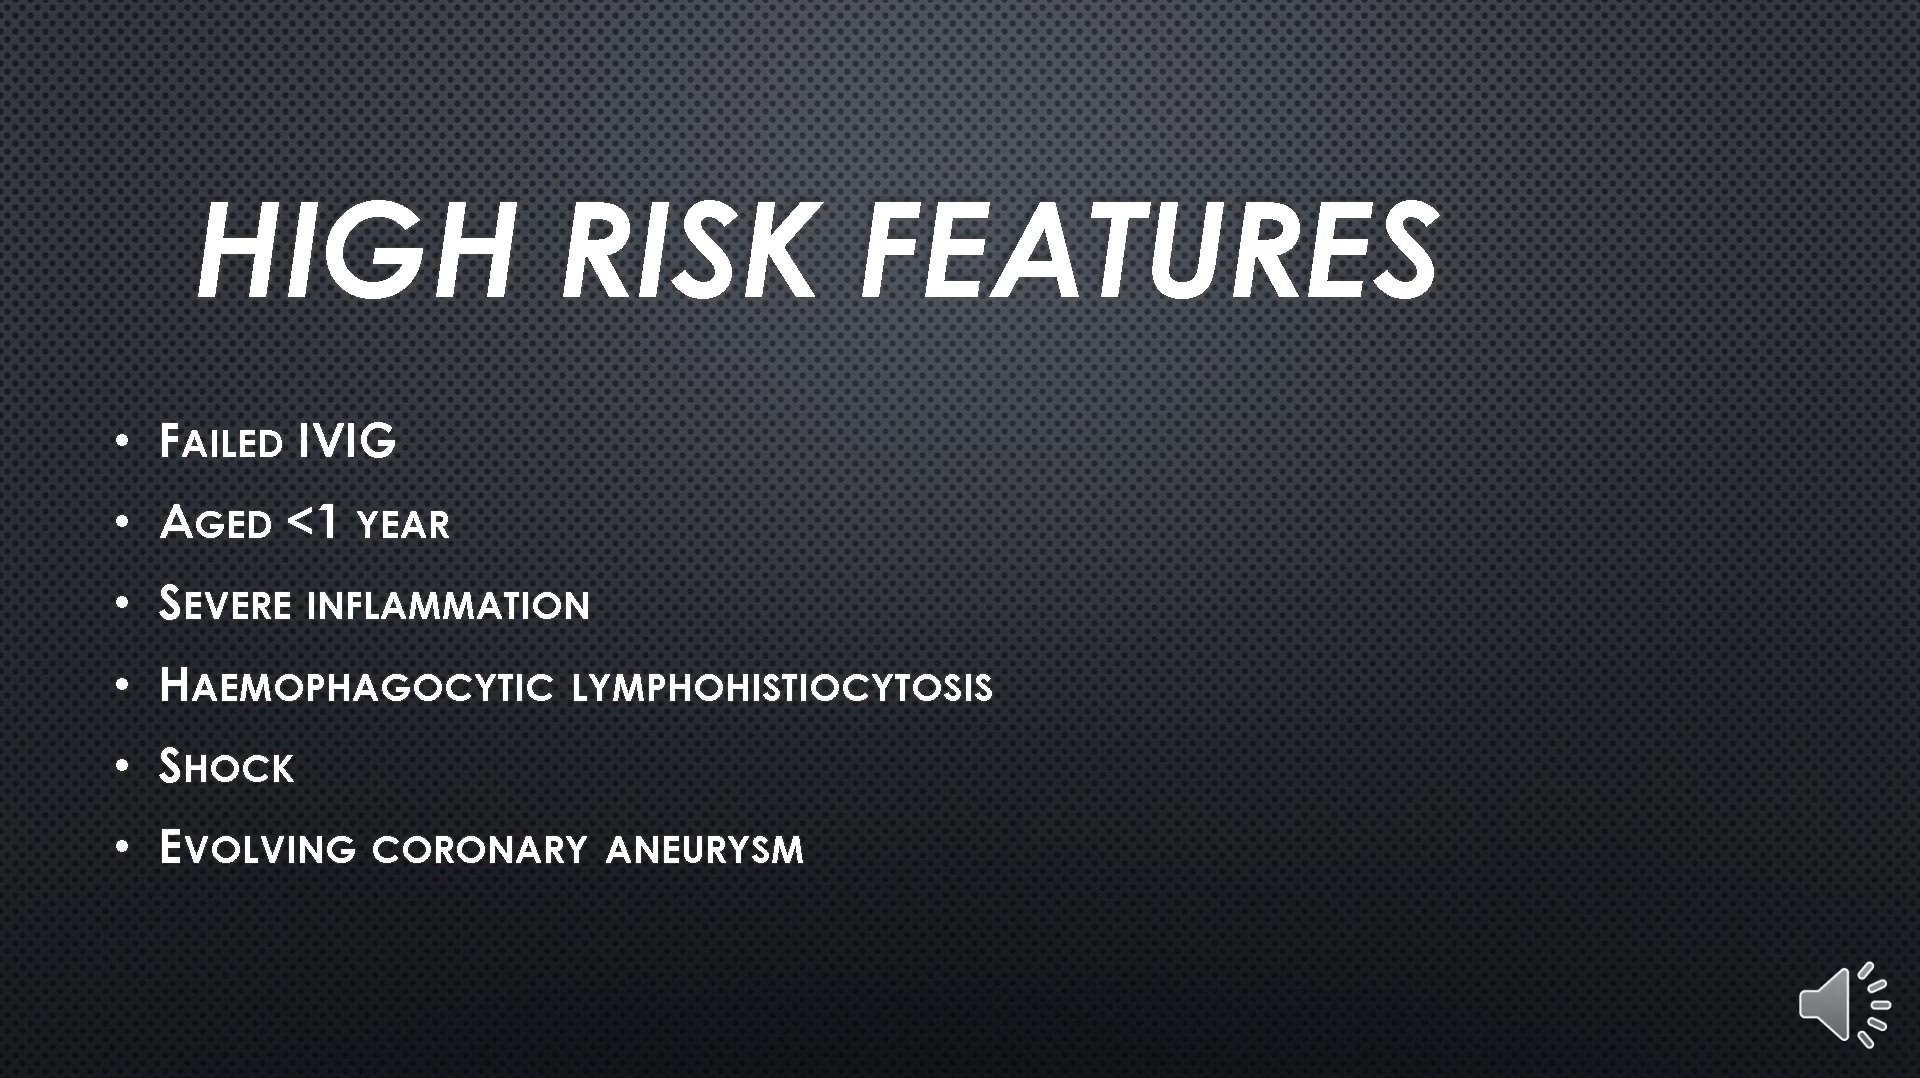 HIGH RISK FEATURES
• Failed IVIG
• Aged <1 year
• Severe inflammation
• Haemophagocytic lymphohistiocytosis
• Shock
• Evolving coronary aneurysm